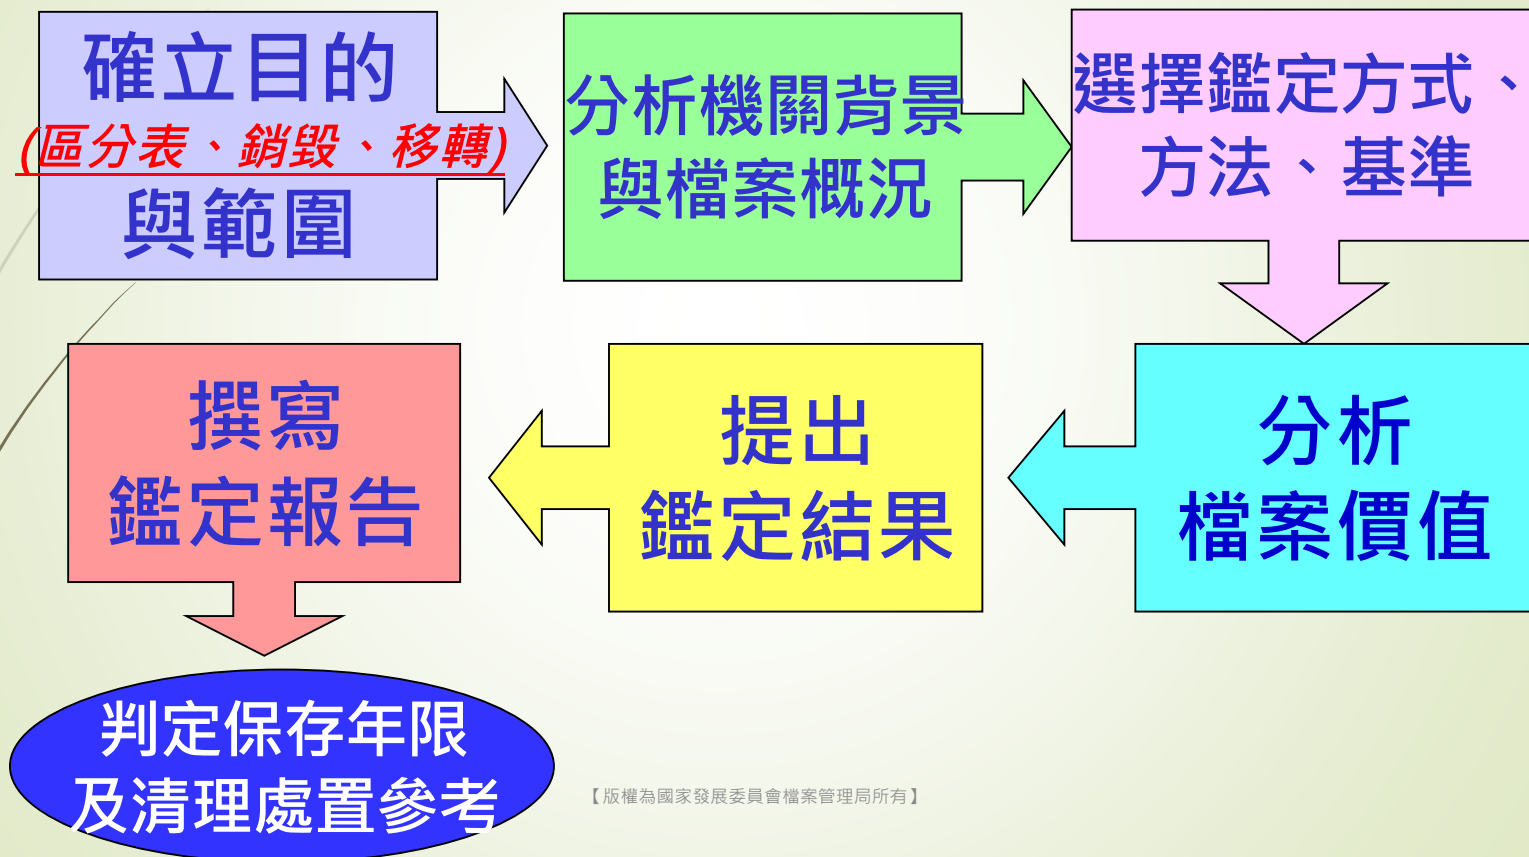 確立目的
(區分表、銷毀、移轉)
與範圍
分析機關背景
與檔案概況
選擇鑑定方式、
方法、基準
分析
檔案價值
提出
鑑定結果
撰寫
鑑定報告
判定保存年限
及清理處置參考
【版權為國家發展委員會檔案管理局所有】